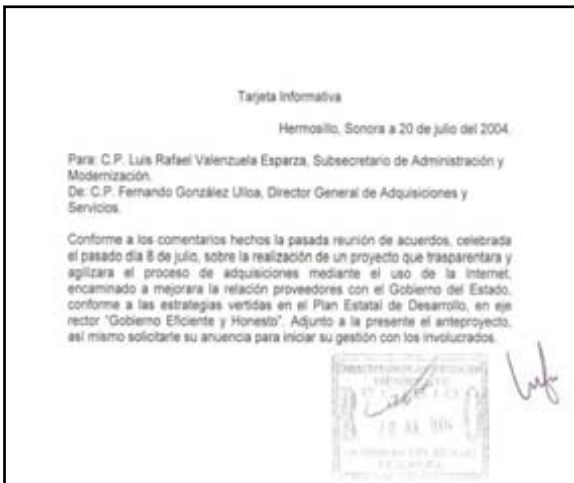 Tarjeta Informativa
Hermosillo, Sonora a 20 de julio del 2004.
Para: C.P. Luis Rafael Valenzuela Esparza, Subsecretario de Administración y
Modernización.
De: C.P. Fernando González Ulloa, Director General de Adquisiciones y
Servicios.
Conforme a los comentarios hechos la pasada reunión de acuerdos, celebrada
el pasado día 8 de julio, sobre la realización de un proyecto que trasparentara y
agilizara el proceso de adquisiciones mediante el uso de la Internet,
encaminado a mejorara la relación proveedores con el Gobierno del Estado,
conforme a las estrategias vertidas en el Plan Estatal de Desarrollo, en eje
rector "Gobierno Eficiente y Honesto". Adjunto a la presente el anteproyecto,
así mismo solicitarle su anuencia para iniciar su gestión con los involucrados.